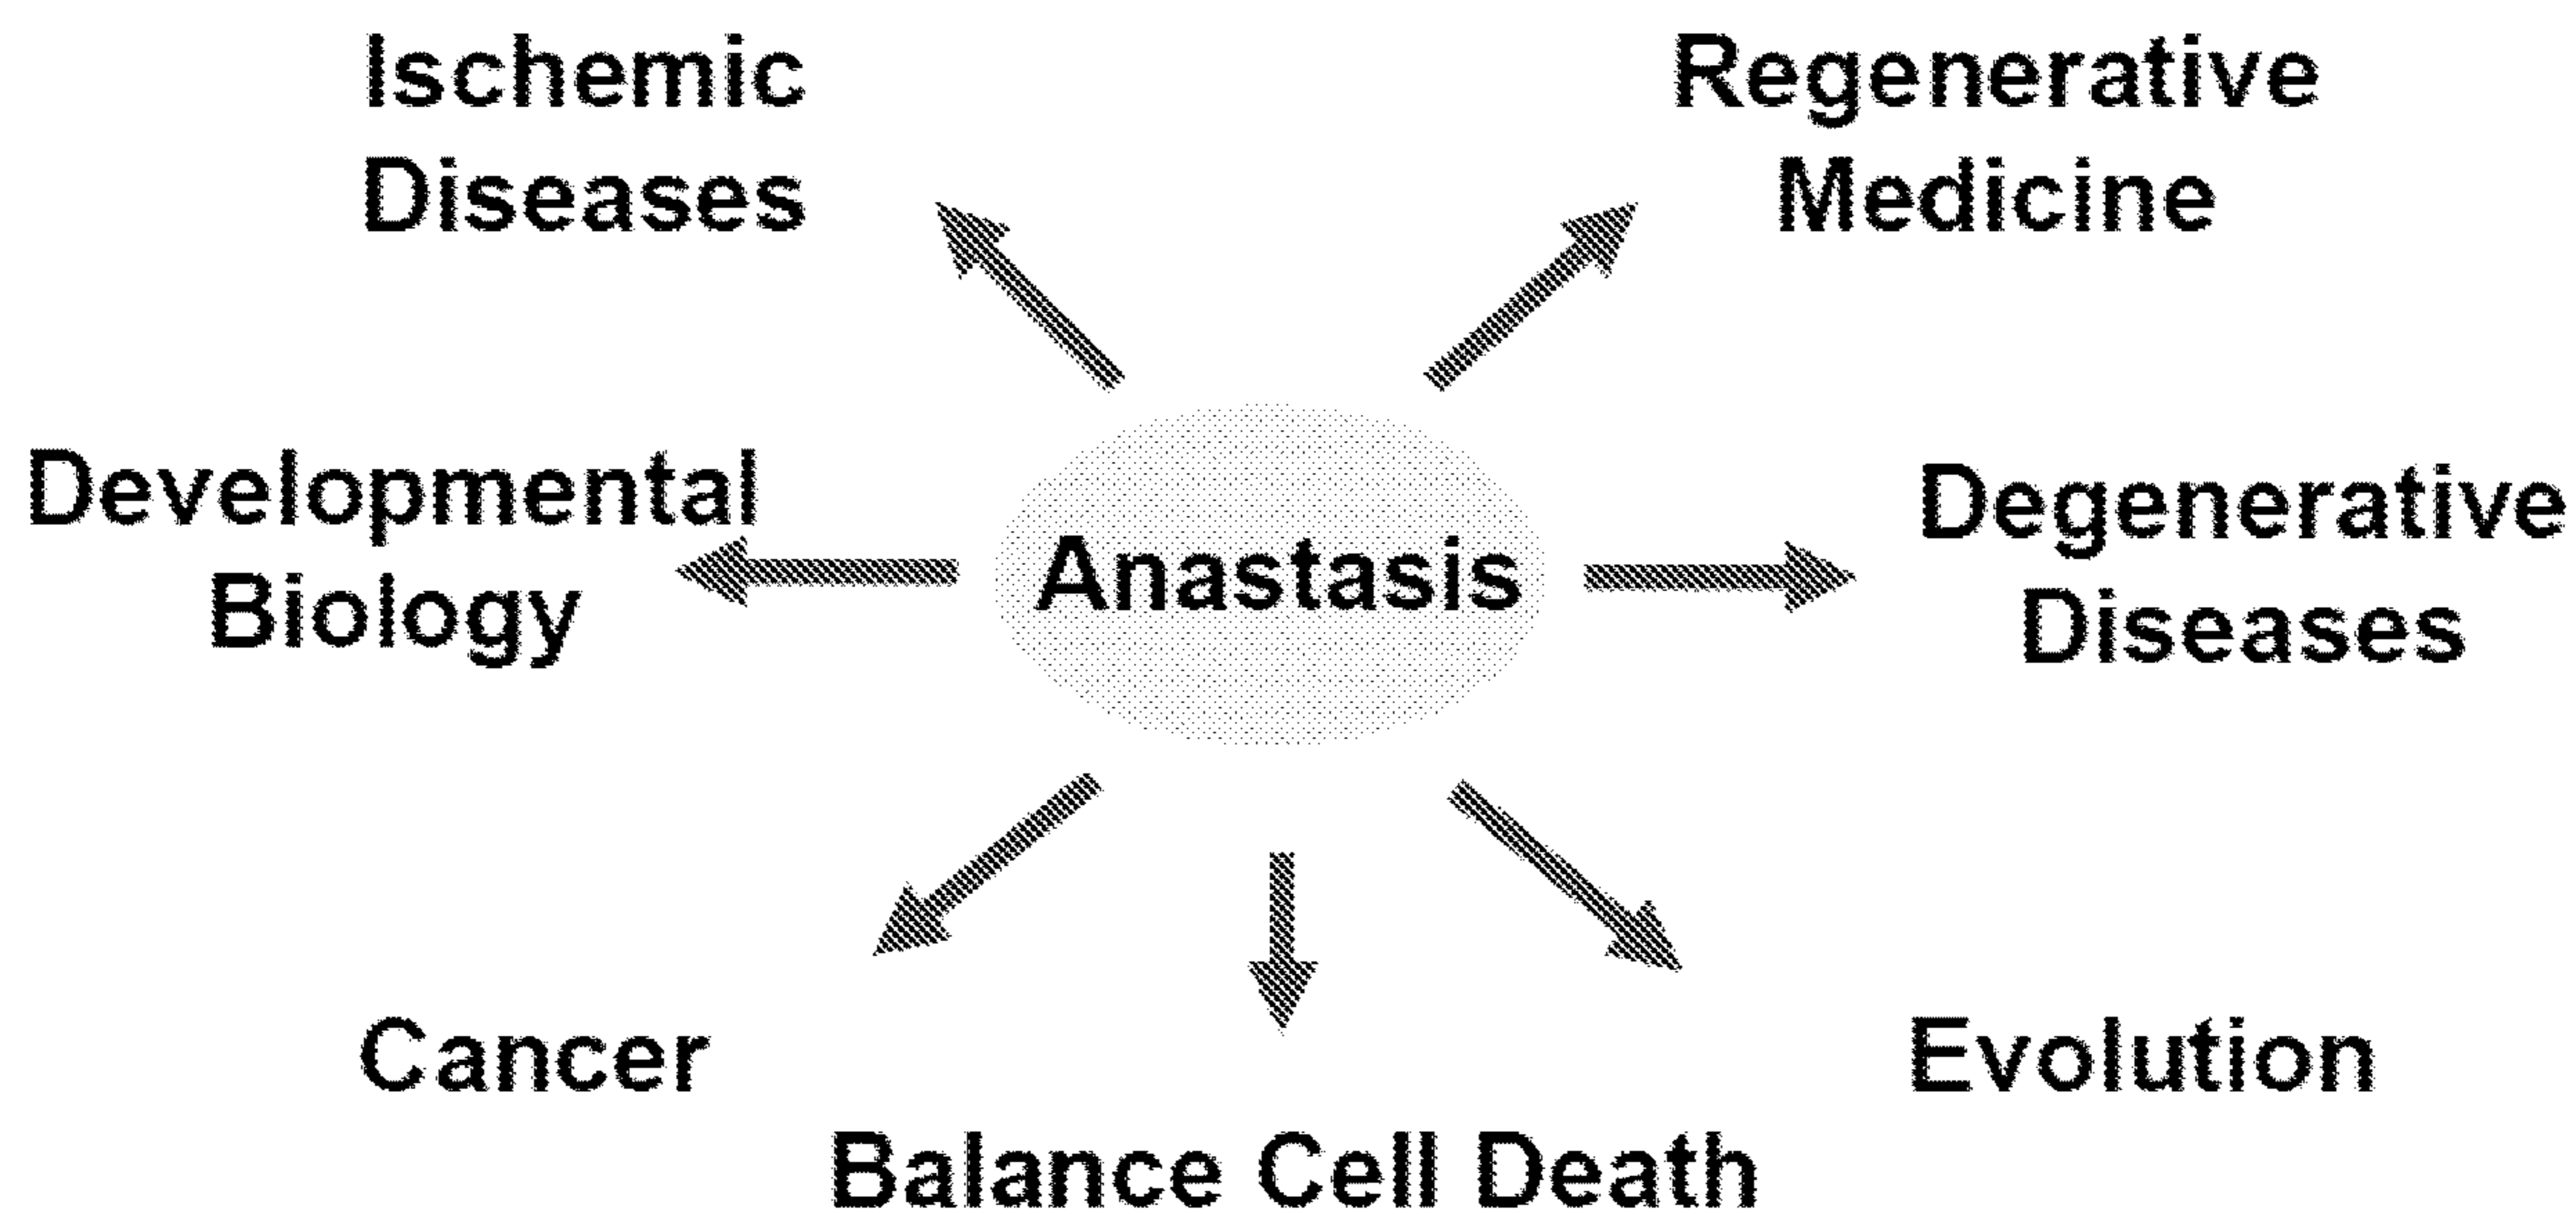 Ischemic
Diseases
Regenerative
Medicine
Developmental
Biology
Anastasis
Degenerative
Diseases
Cancer
Evolution
Balance Cell Death